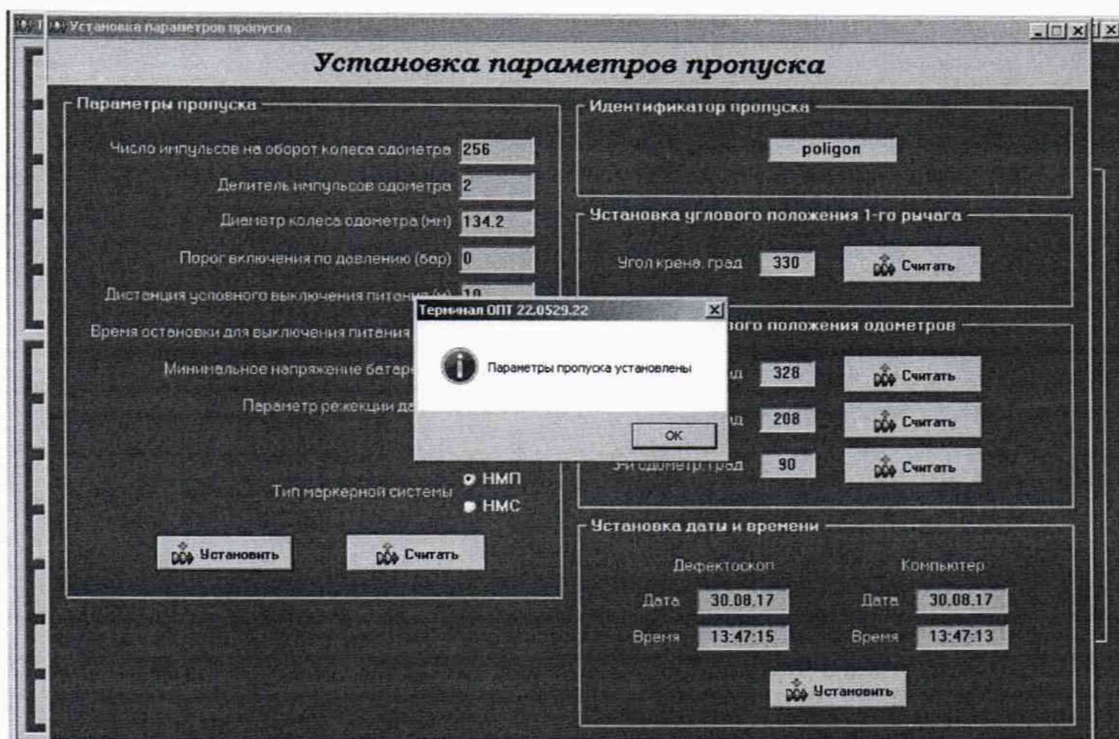 Установка параметров пропуска
Установка параметров пропуска
Параметры пропуска
Число импульсов на оборот колеса одометра 256
Делитель импульсов одометра 2
Диаметр колеса одометра (мм) 134.2
Порог включения по давлению (бар) 0
Дистанция условного выключения питания (м) 10
Время остановки для выключения питания
Минимальное напряжение
Параметр режекции
Тип маркерной системы
НМП
НМС
Установить
Считать
Идентификатор пропуска
poligon
Установка углового положения 1-го рычага
Угол крена, град 330 Считать
положения одометров
328 Считать
208 Считать
3-й одометр, град 90 Считать
Установка даты и времени
Дефектоскоп Компьютер
Дата 30.08.17 Дата 30.08.17
Время 13:47:15 Время 13:47:13
Установить
Терминал ОПТ 22.0529.22
Параметры пропуска установлены
OK